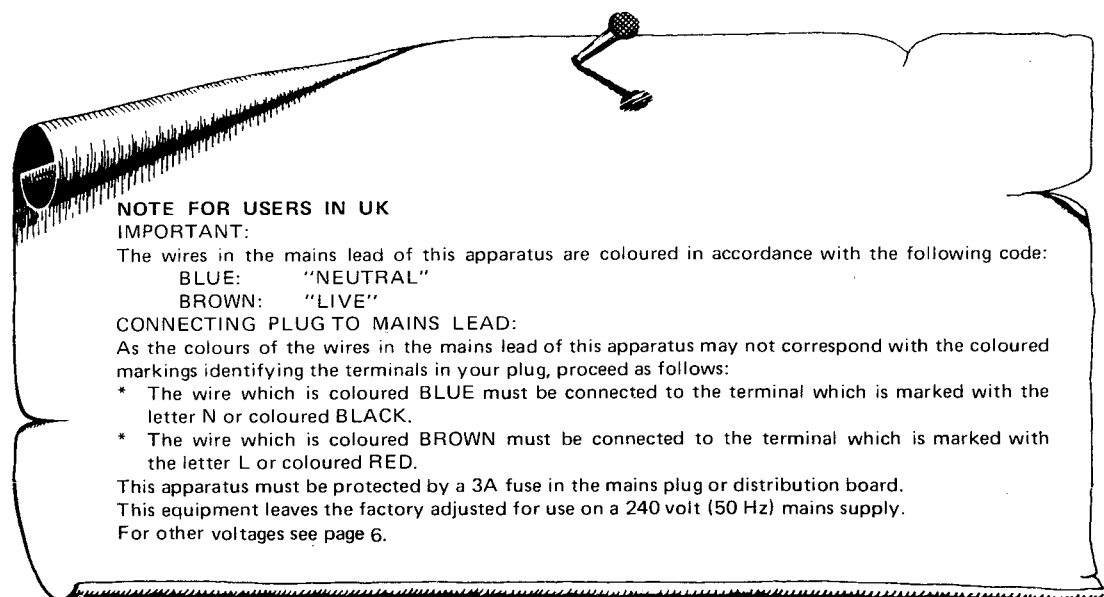 NOTE FOR USERS IN UK
IMPORTANT:
The wires in the mains lead of this apparatus are coloured in accordance with the following code:
BLUE: "NEUTRAL"
BROWN: "LIVE"
CONNECTING PLUG TO MAINS LEAD:
As the colours of the wires in the mains lead of this apparatus may not correspond with the coloured
markings identifying the terminals in your plug, proceed as follows:
* The wire which is coloured BLUE must be connected to the terminal which is marked with the
letter N or coloured BLACK.
* The wire which is coloured BROWN must be connected to the terminal which is marked with
the letter L or coloured RED.
This apparatus must be protected by a 3A fuse in the mains plug or distribution board.
This equipment leaves the factory adjusted for use on a 240 volt (50 Hz) mains supply.
For other voltages see page 6.